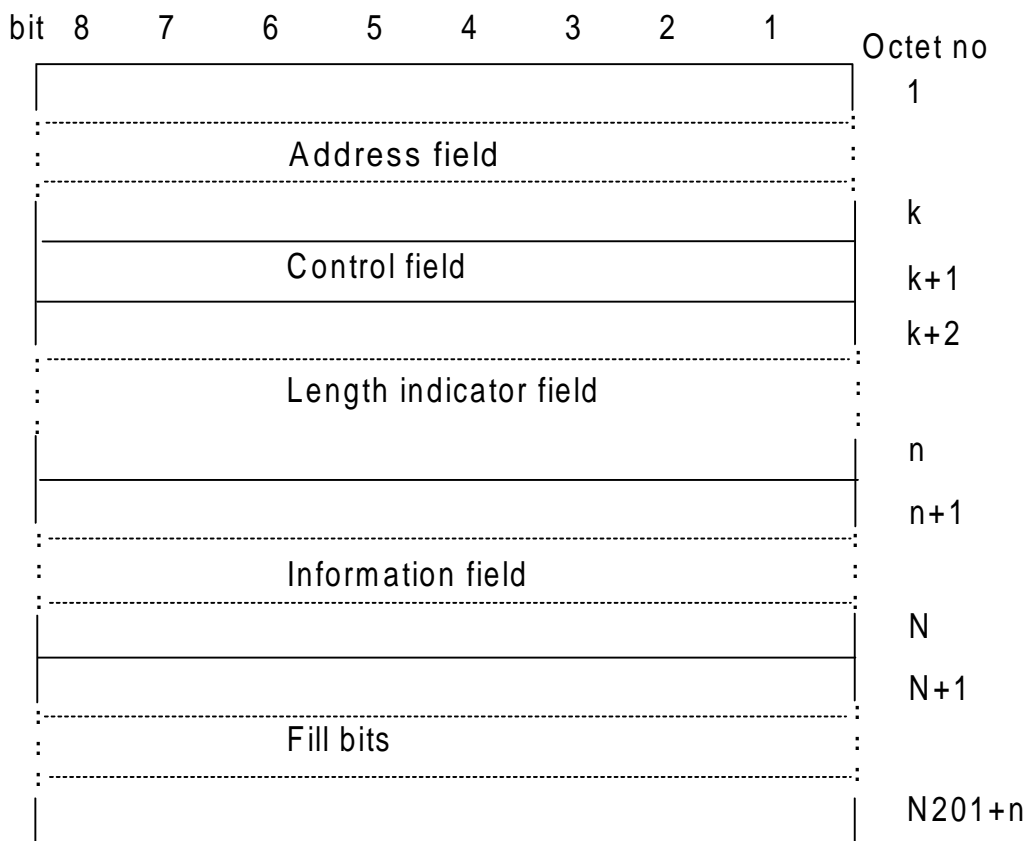 bit 8 7 6 5 4 3 2 1
Octet no
1
Address field
k
Control field
k+1
k+2
Length indicator field
n
n+1
Information field
N
N+1
Fill bits
N201+n